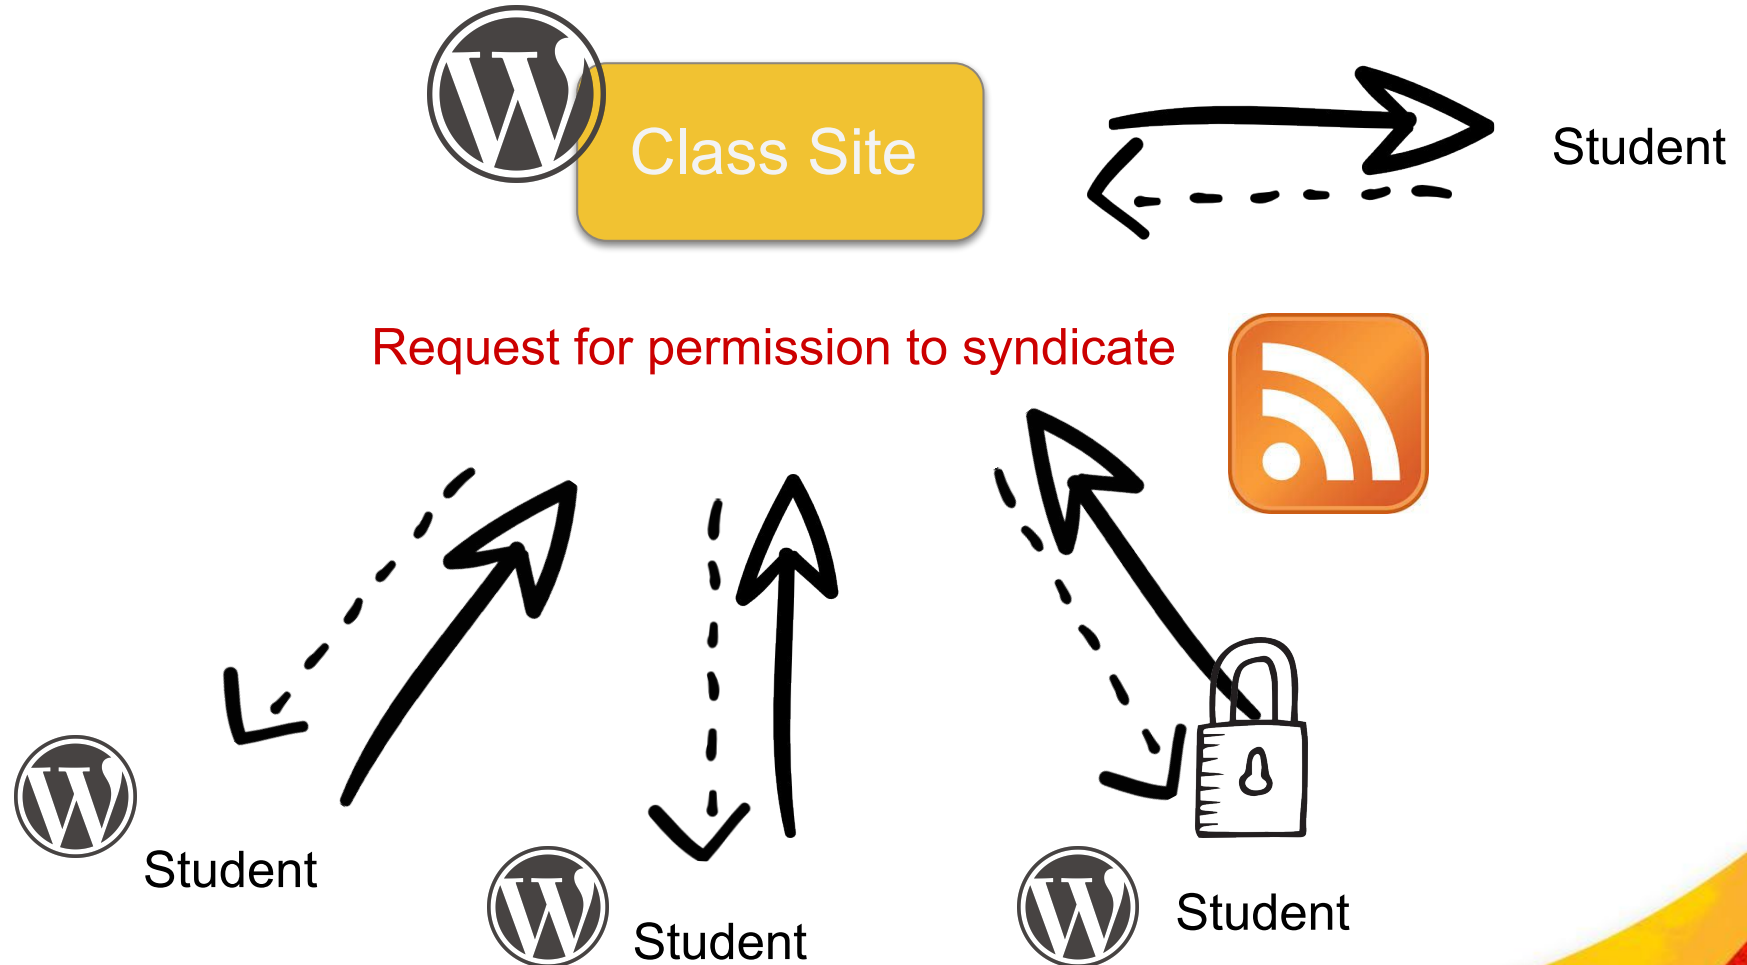 Class Site
Student
Request for permission to syndicate
Student
Student
Student